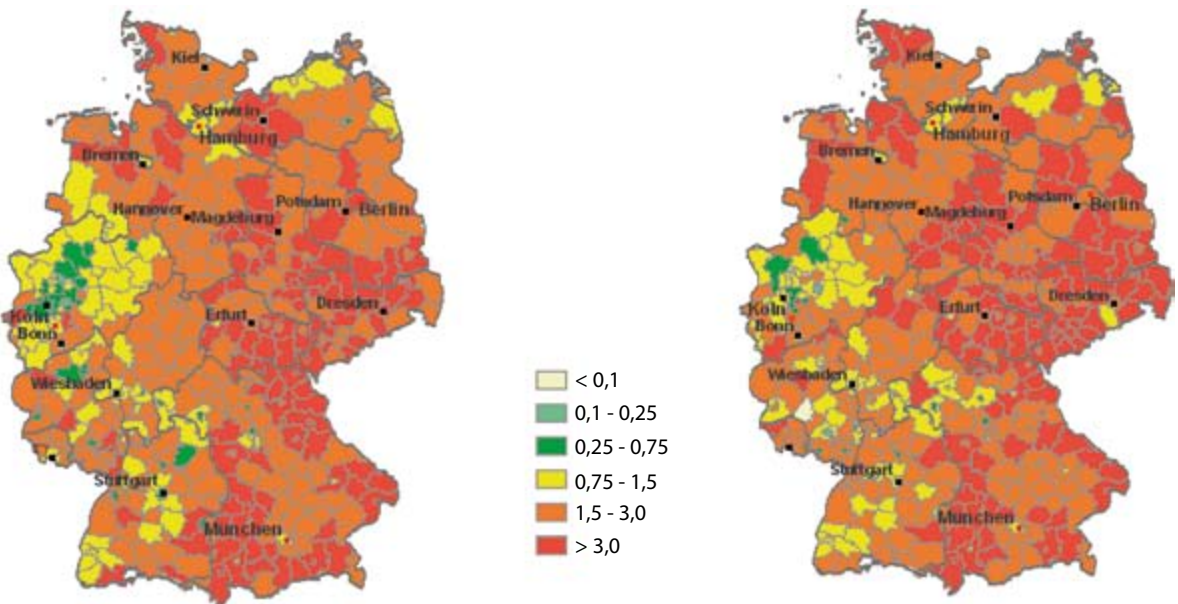 Kiel
Schwerin
Hamburg
Bremen
Hannover
Magdeburg
Potsdam
Berlin
Köln
Bonn
Erfurt
Dresden
Wiesbaden
Stuttgart
München
< 0,1
0,1 - 0,25
0,25 - 0,75
0,75 - 1,5
1,5 - 3,0
> 3,0
Kiel
Schwerin
Hamburg
Bremen
Hannover
Magdeburg
Potsdam
Berlin
Köln
Bonn
Erfurt
Dresden
Wiesbaden
Stuttgart
München